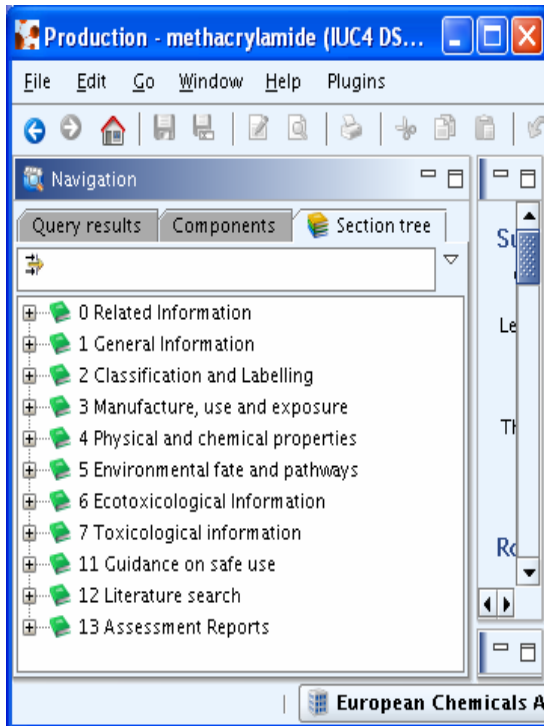 Production - methacrylamide (IUC4 DS...
File Edit Go Window Help Plugins
Navigation
Query results Components Section tree
0 Related Information
1 General Information
2 Classification and Labelling
3 Manufacture, use and exposure
4 Physical and chemical properties
5 Environmental fate and pathways
6 Ecotoxicological Information
7 Toxicological information
11 Guidance on safe use
12 Literature search
13 Assessment Reports
European Chemicals A